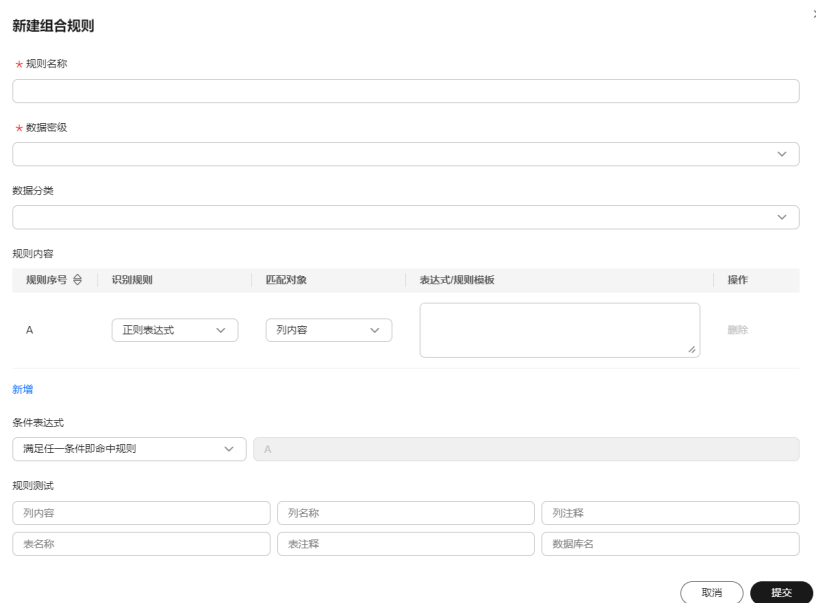 新建组合规则
* 规则名称
* 数据密级
数据分类
规则内容
规则序号 识别规则 匹配对象 表达式/规则模板 操作
A 正则表达式 列内容 删除
新增
条件表达式
满足任一条件即命中规则 A
规则测试
列内容 列名称 列注释
表名称 表注释 数据库名
取消 提交